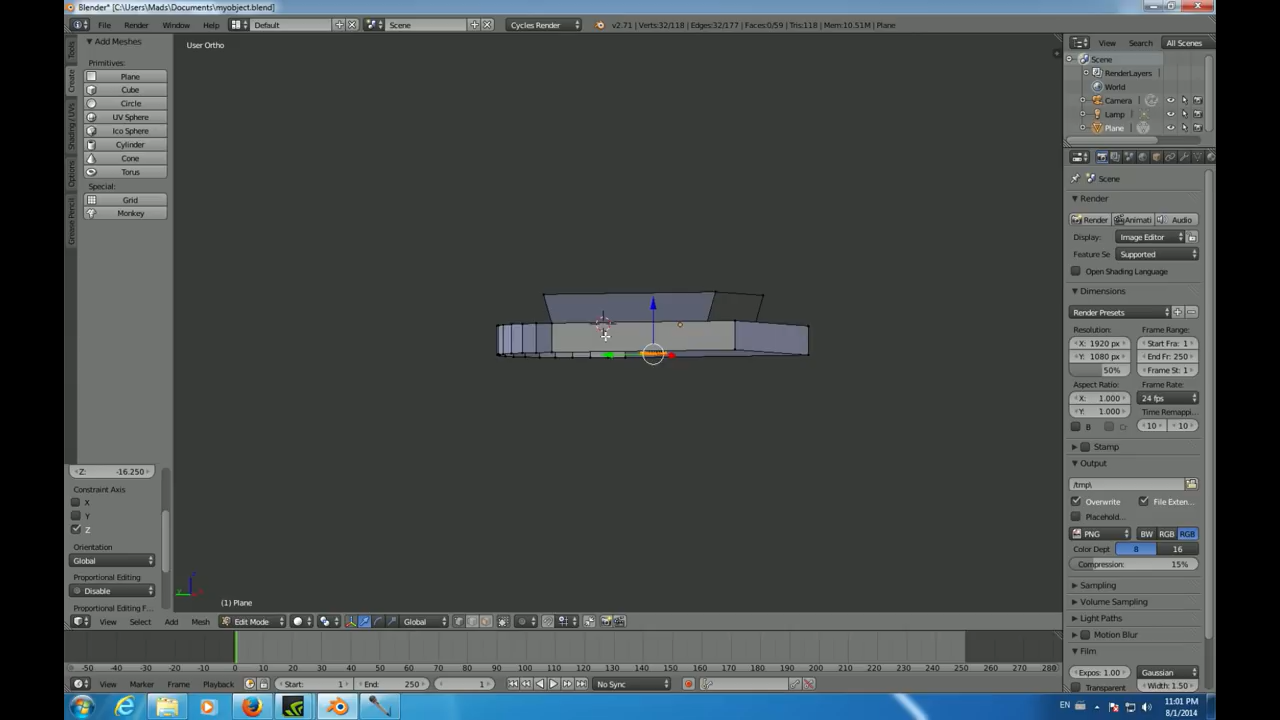 Blender* [C:\Users\Mads\Documents\myobject.blend]
File Render Window Help Default Scene Cycles Render v2.71 | Verts:32/118 | Edges:32/177 | Faces:0/59 | Tris:118 | Mem:10.51M | Plane
Add Meshes
User Ortho
View Search All Scenes
Tools
Create
Shading / UVs
Options
Grease Pencil
Primitives:
Plane
Cube
Circle
UV Sphere
Ico Sphere
Cylinder
Cone
Torus
Special:
Grid
Monkey
Scene
RenderLayers
World
Camera
Lamp
Plane
Scene
Render
Render Animati Audio
Display: Image Editor
Feature Se Supported
Open Shading Language
Dimensions
Render Presets
Resolution: Frame Range:
X: 1920 px Start Fra: 1
Y: 1080 px End Fr: 250
50% Frame St: 1
Aspect Ratio: Frame Rate:
X: 1.000 24 fps
Y: 1.000 Time Remappi..
B Cr 10 10
Stamp
Output
/tmp\
Overwrite File Exten...
Placehold...
PNG BW RGB RGB
Color Dept 8 16
Compression: 15%
Sampling
Volume Sampling
Light Paths
Motion Blur
Film
Expos: 1.00 Gaussian
Transparent Width: 1.50
Z: -16.250
Constraint Axis
X
Y
Z
Orientation
Global
Proportional Editing
Disable
Proportional Editing F...
(1) Plane
View Select Add Mesh Edit Mode Global
-50 -40 -30 -20 -10 0 10 20 30 40 50 60 70 80 90 100 110 120 130 140 150 160 170 180 190 200 210 220 230 240 250 260 270 280
View Marker Frame Playback Start: 1 End: 250 1 No Sync
EN 11:01 PM
8/1/2014